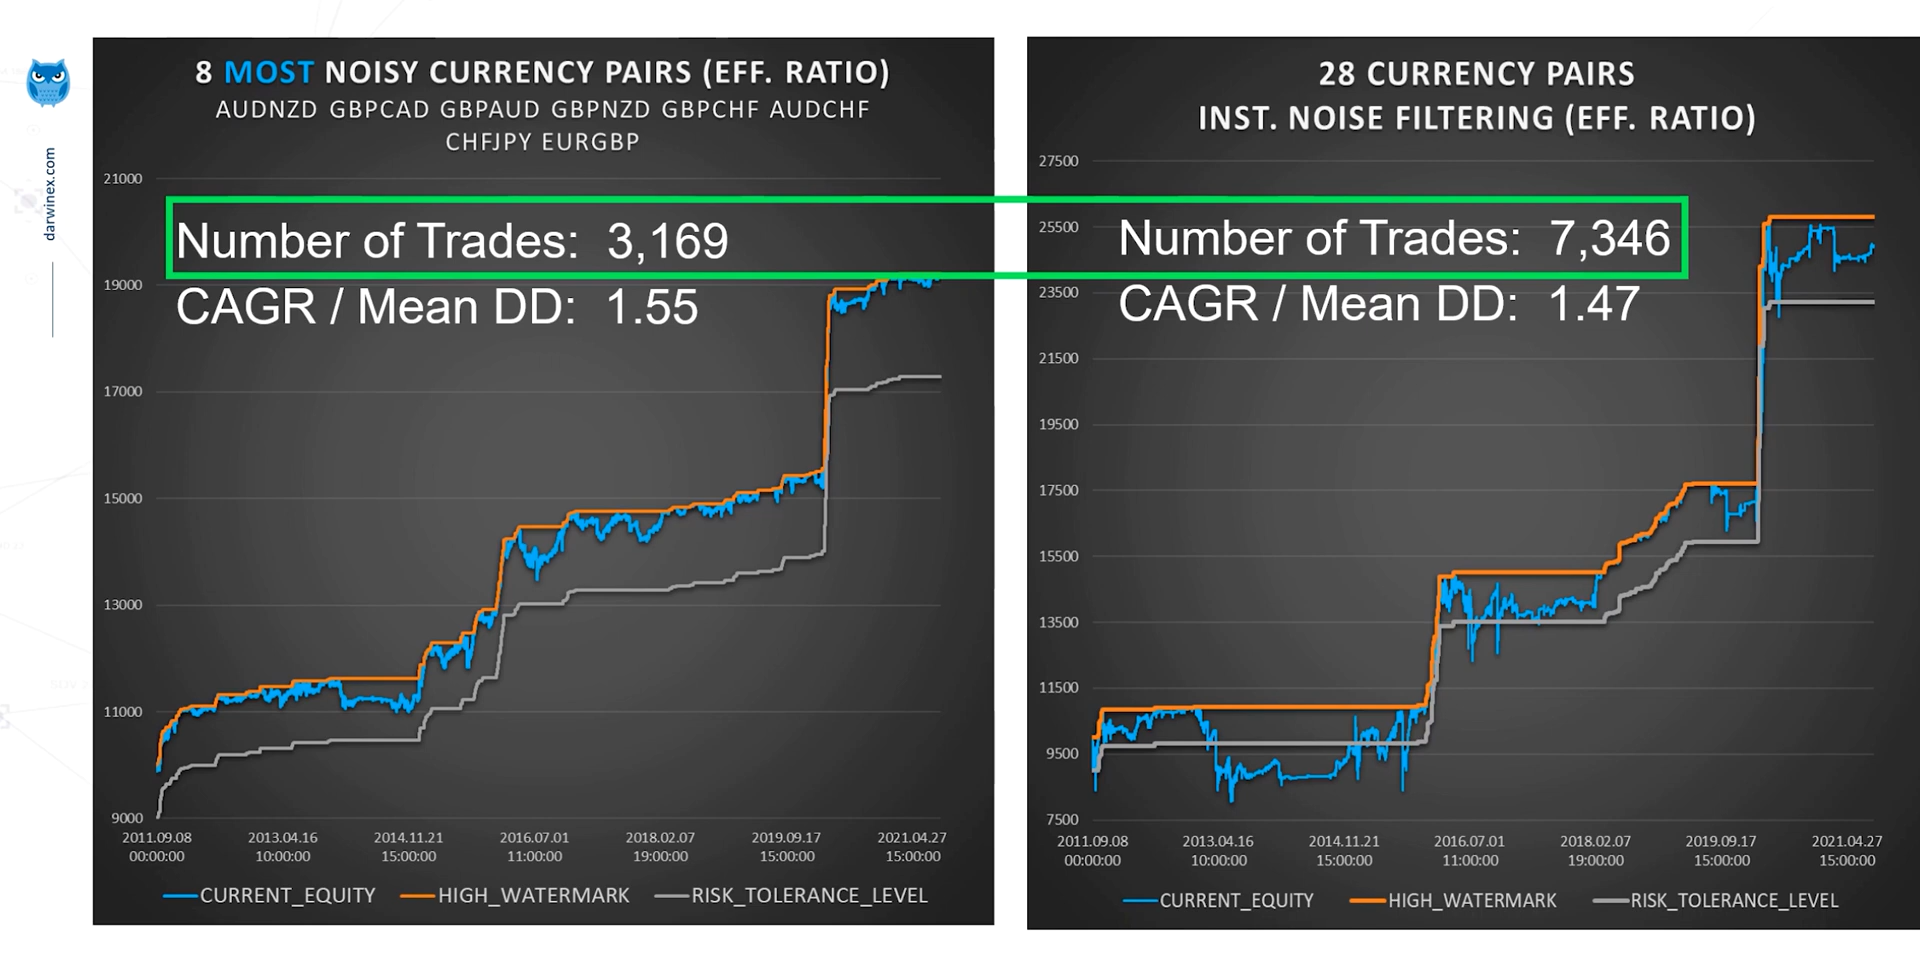 darwinex.com
8 MOST NOISY CURRENCY PAIRS (EFF. RATIO)
AUDNZD GBPCAD GBPAUD GBPNZD GBPCHF AUDCHF
CHFJPY EURGBP
21000
Number of Trades: 3,169
19000
CAGR / Mean DD: 1.55
17000
15000
13000
11000
9000
2011.09.08 2013.04.16 2014.11.21 2016.07.01 2018.02.07 2019.09.17 2021.04.27
00:00:00 10:00:00 15:00:00 11:00:00 19:00:00 15:00:00 15:00:00
CURRENT_EQUITY HIGH_WATERMARK RISK_TOLERANCE_LEVEL
28 CURRENCY PAIRS
INST. NOISE FILTERING (EFF. RATIO)
27500
25500
Number of Trades: 7,346
23500
CAGR / Mean DD: 1.47
21500
19500
17500
15500
13500
11500
9500
7500
2011.09.08 2013.04.16 2014.11.21 2016.07.01 2018.02.07 2019.09.17 2021.04.27
00:00:00 10:00:00 15:00:00 11:00:00 19:00:00 15:00:00 15:00:00
CURRENT_EQUITY HIGH_WATERMARK RISK_TOLERANCE_LEVEL